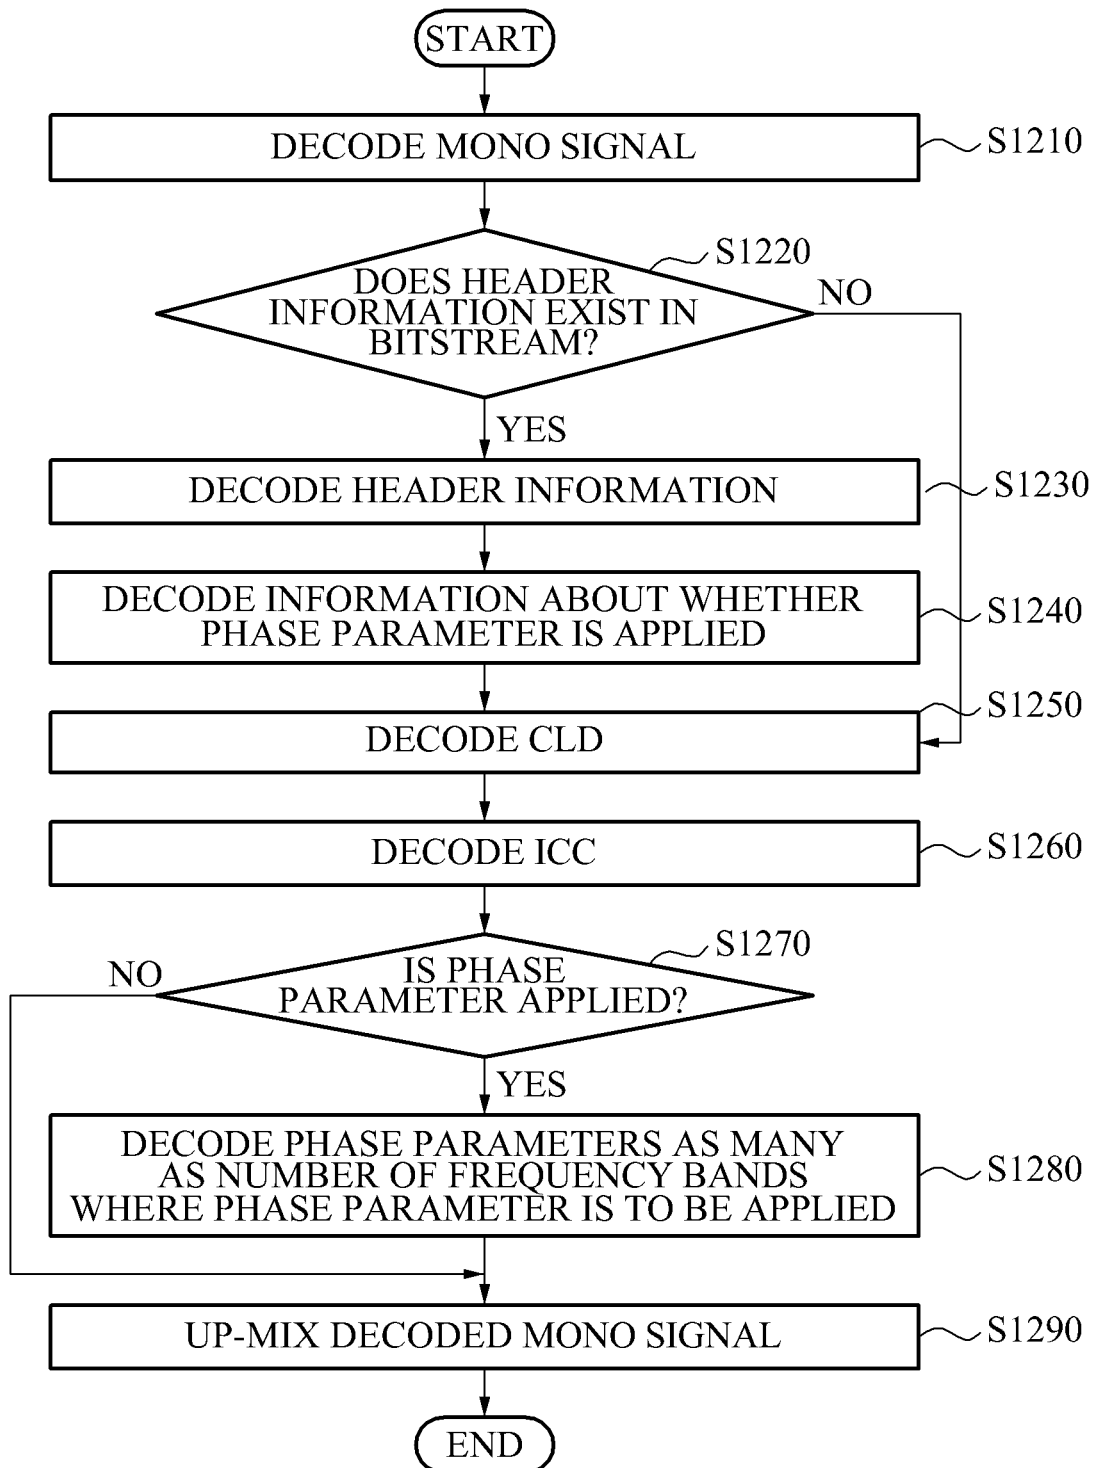 START
DECODE MONO SIGNAL
S1210
S1220
DOES HEADER
INFORMATION EXIST IN
BITSTREAM?
NO
YES
DECODE HEADER INFORMATION
S1230
DECODE INFORMATION ABOUT WHETHER
PHASE PARAMETER IS APPLIED
S1240
S1250
DECODE CLD
DECODE ICC
S1260
S1270
IS PHASE
PARAMETER APPLIED?
NO
YES
DECODE PHASE PARAMETERS AS MANY
AS NUMBER OF FREQUENCY BANDS
WHERE PHASE PARAMETER IS TO BE APPLIED
S1280
UP-MIX DECODED MONO SIGNAL
S1290
END